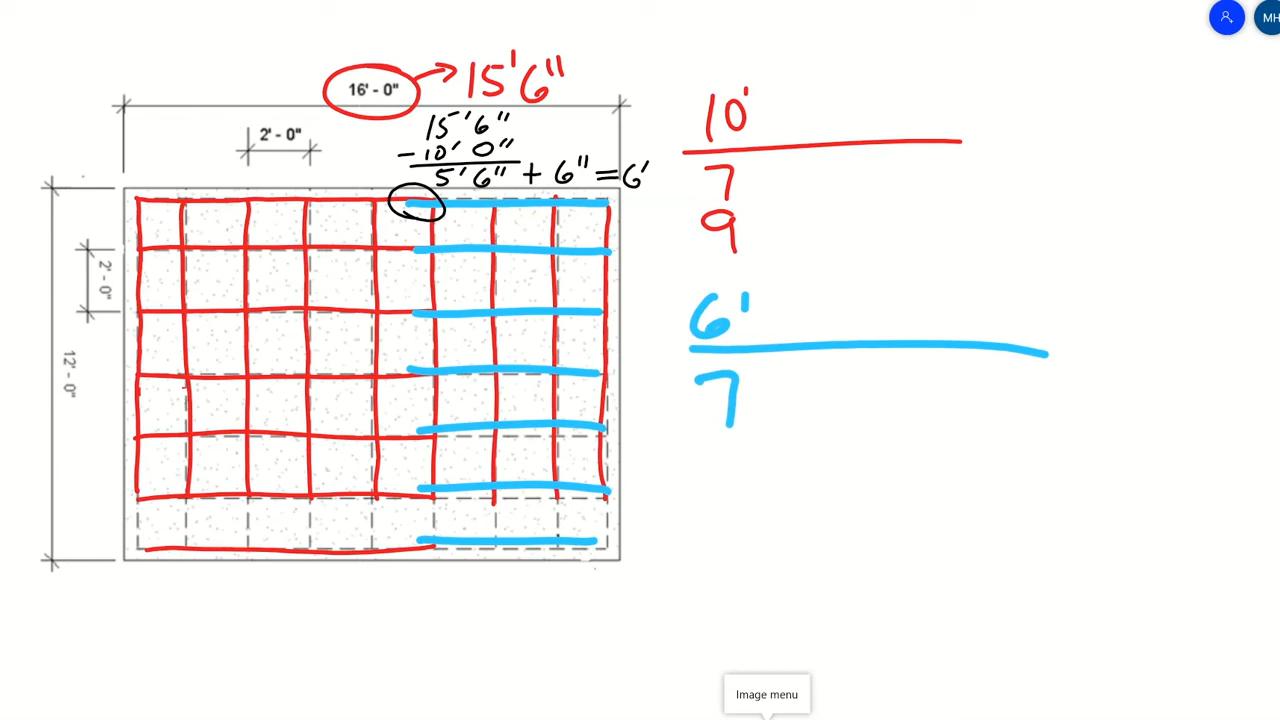 MH
16' - 0" → 15'6"
2' - 0"
15'6"
- 10' 0"
5'6" + 6" = 6'
2' - 0"
12' - 0"
10'
7
9
6'
7
Image menu